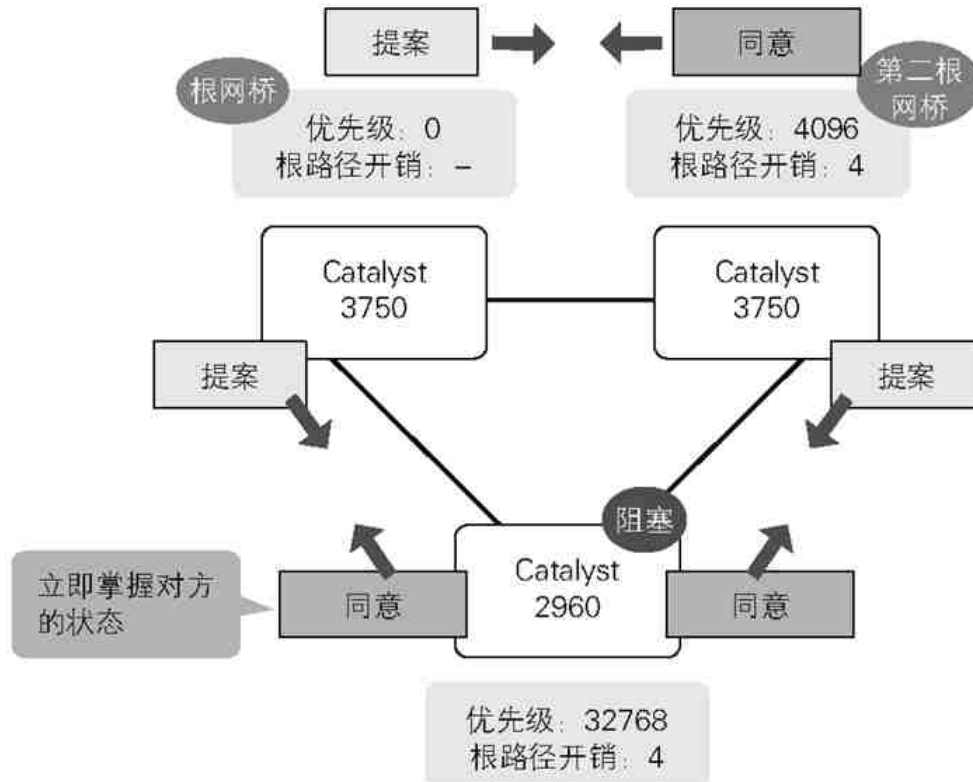 提案
同意
根网桥
第二根
网桥
优先级：0
根路径开销：–
优先级：4096
根路径开销：4
Catalyst
3750
Catalyst
3750
提案
提案
阻塞
立即掌握对方
的状态
同意
Catalyst
2960
同意
优先级：32768
根路径开销：4